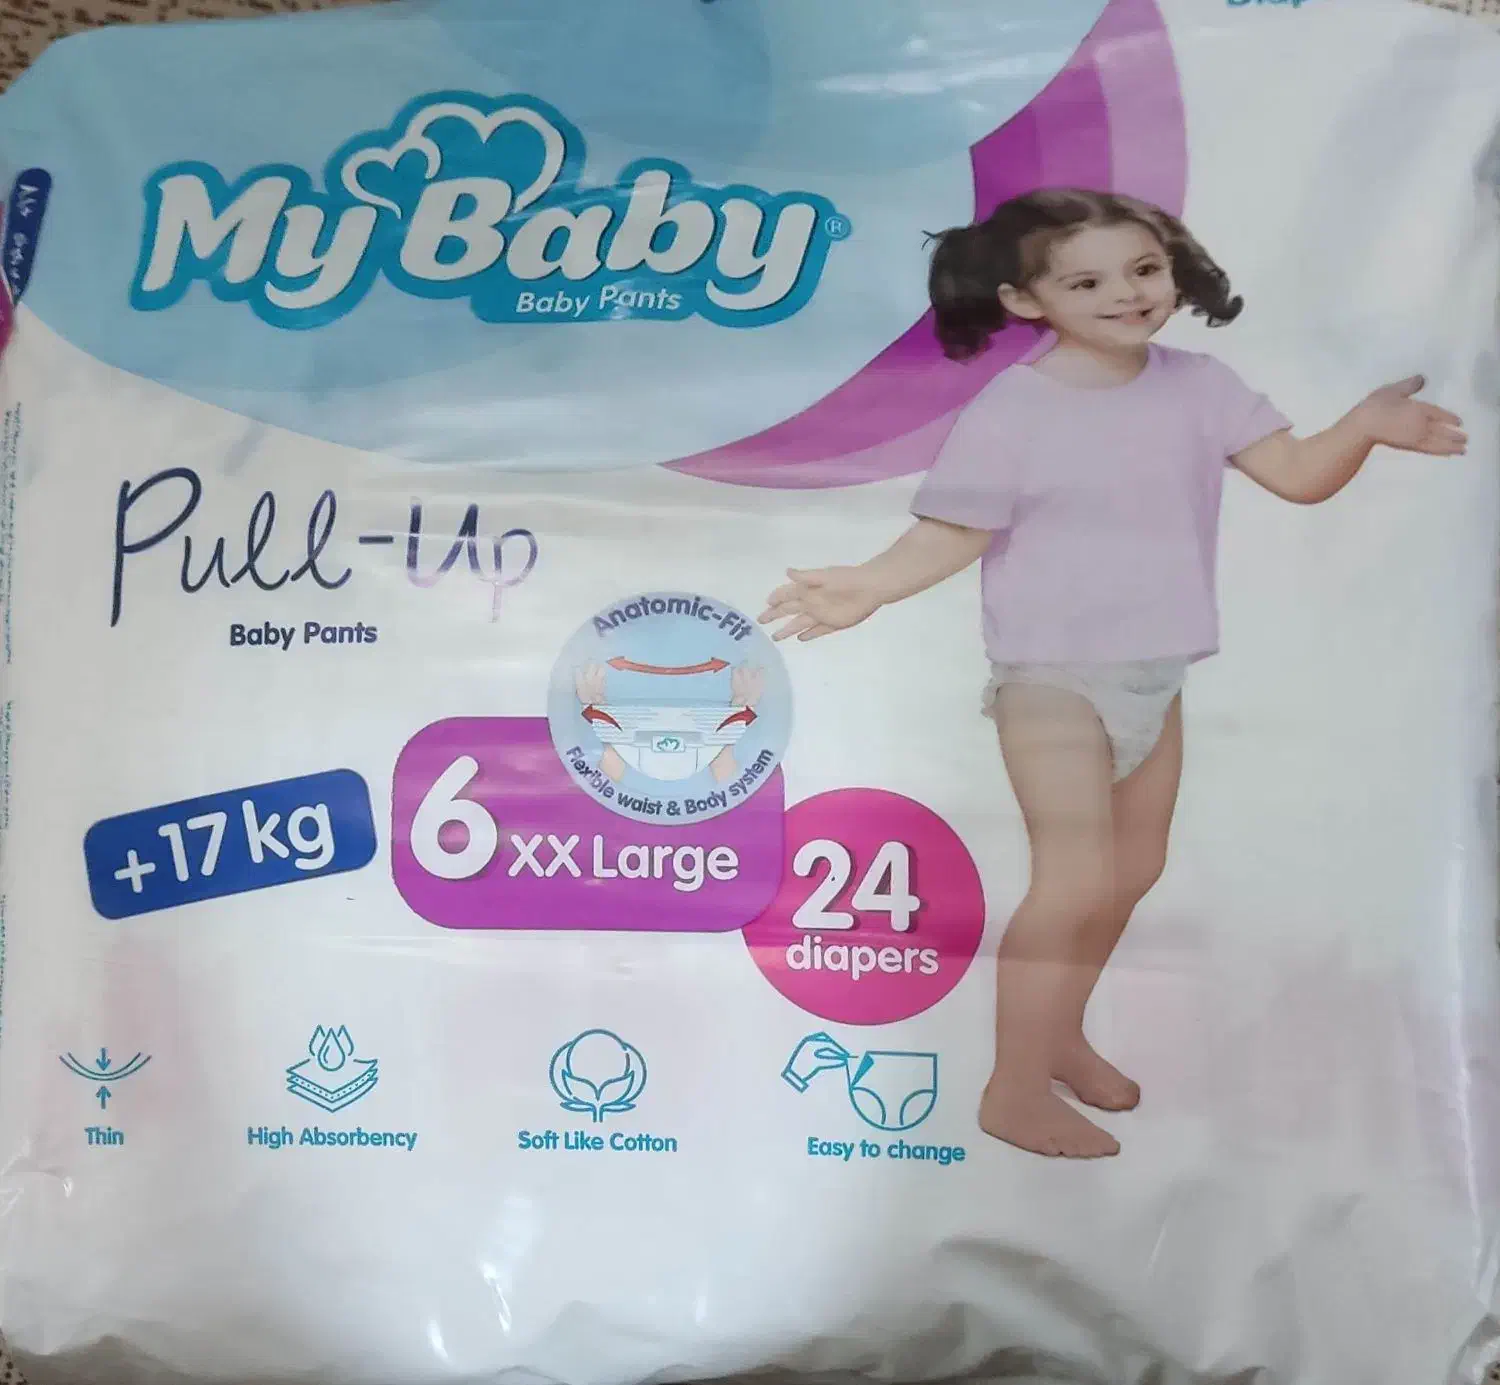 My Baby®
Baby Pants
Pull-Up
Baby Pants
Anatomic-Fit
Flexible waist & Body system
+17 kg
6 XX Large
24
diapers
Thin
High Absorbency
Soft Like Cotton
Easy to change